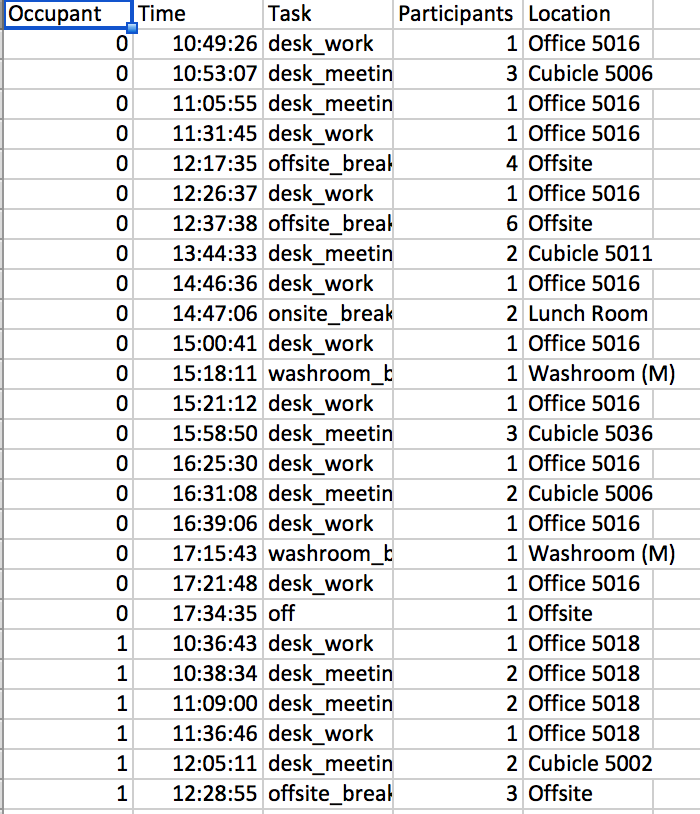 Occupant Time Task Participants Location
0 10:49:26 desk_work 1 Office 5016
0 10:53:07 desk_meetin 3 Cubicle 5006
0 11:05:55 desk_meetin 1 Office 5016
0 11:31:45 desk_work 1 Office 5016
0 12:17:35 offsite_break 4 Offsite
0 12:26:37 desk_work 1 Office 5016
0 12:37:38 offsite_break 6 Offsite
0 13:44:33 desk_meetin 2 Cubicle 5011
0 14:46:36 desk_work 1 Office 5016
0 14:47:06 onsite_break 2 Lunch Room
0 15:00:41 desk_work 1 Office 5016
0 15:18:11 washroom_b 1 Washroom (M)
0 15:21:12 desk_work 1 Office 5016
0 15:58:50 desk_meetin 3 Cubicle 5036
0 16:25:30 desk_work 1 Office 5016
0 16:31:08 desk_meetin 2 Cubicle 5006
0 16:39:06 desk_work 1 Office 5016
0 17:15:43 washroom_b 1 Washroom (M)
0 17:21:48 desk_work 1 Office 5016
0 17:34:35 off 1 Offsite
1 10:36:43 desk_work 1 Office 5018
1 10:38:34 desk_meetin 2 Office 5018
1 11:09:00 desk_meetin 2 Office 5018
1 11:36:46 desk_work 1 Office 5018
1 12:05:11 desk_meetin 2 Cubicle 5002
1 12:28:55 offsite_break 3 Offsite